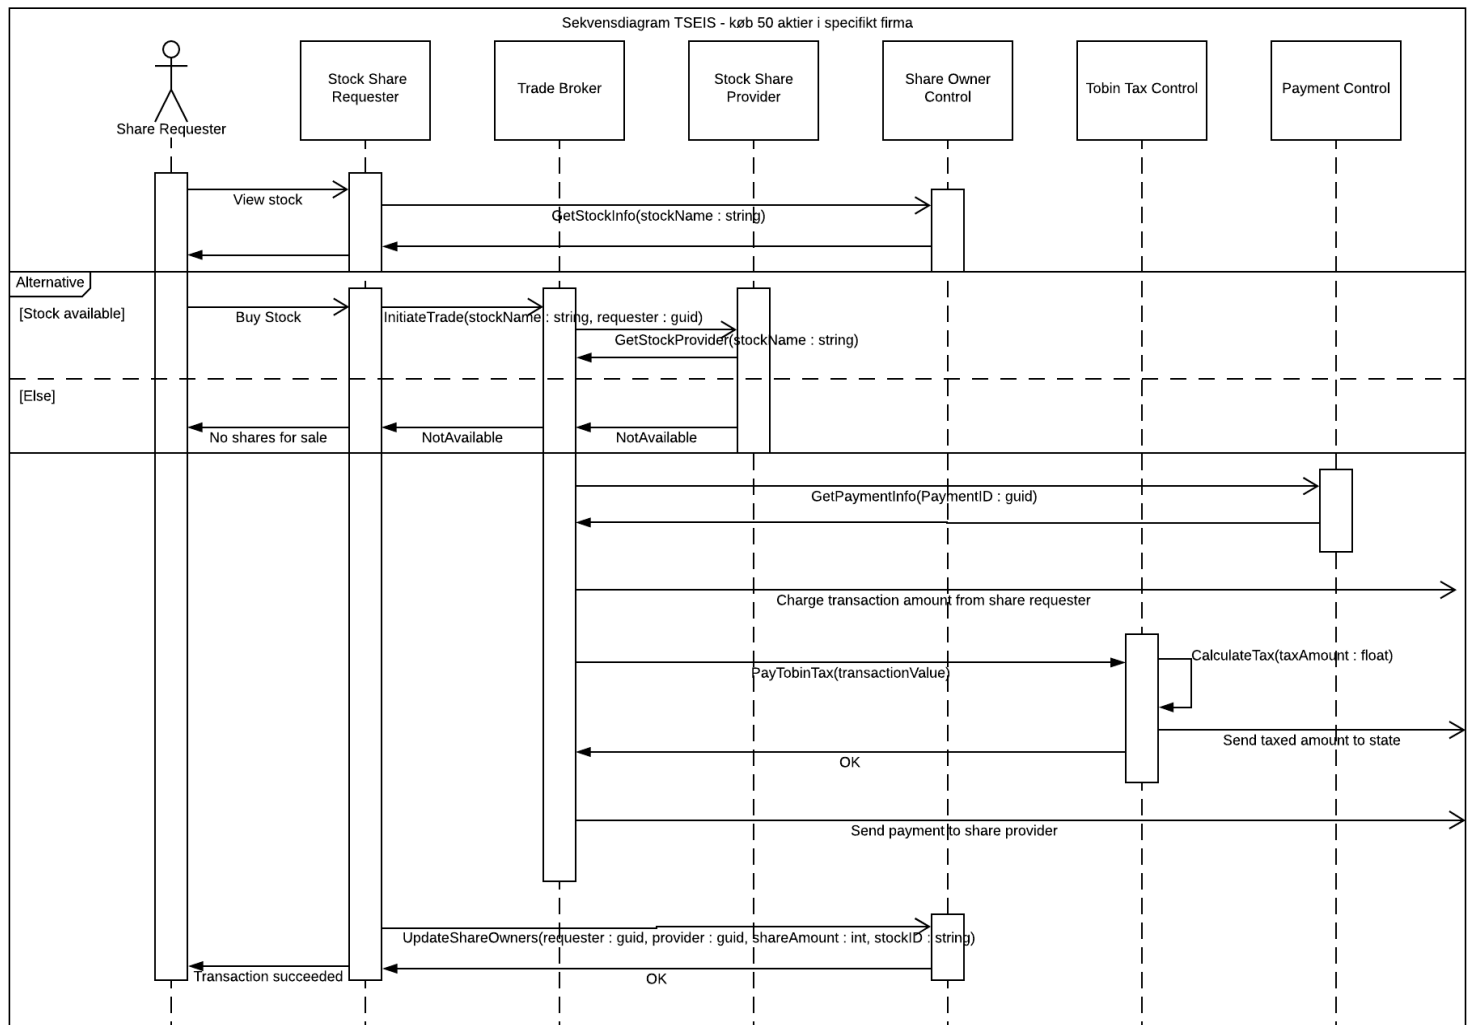 Sekvensdiagram TSEIS - køb 50 aktier i specifikt firma
Share Requester
Stock Share
Requester
Trade Broker
Stock Share
Provider
Share Owner
Control
Tobin Tax Control
Payment Control
View stock
GetStockInfo(stockName : string)
Alternative
[Stock available]
Buy Stock
InitiateTrade(stockName : string, requester : guid)
GetStockProvider(stockName : string)
[Else]
No shares for sale
NotAvailable
NotAvailable
GetPaymentInfo(PaymentID : guid)
Charge transaction amount from share requester
CalculateTax(taxAmount : float)
PayTobinTax(transactionValue)
Send taxed amount to state
OK
Send payment to share provider
UpdateShareOwners(requester : guid, provider : guid, shareAmount : int, stockID : string)
Transaction succeeded
OK